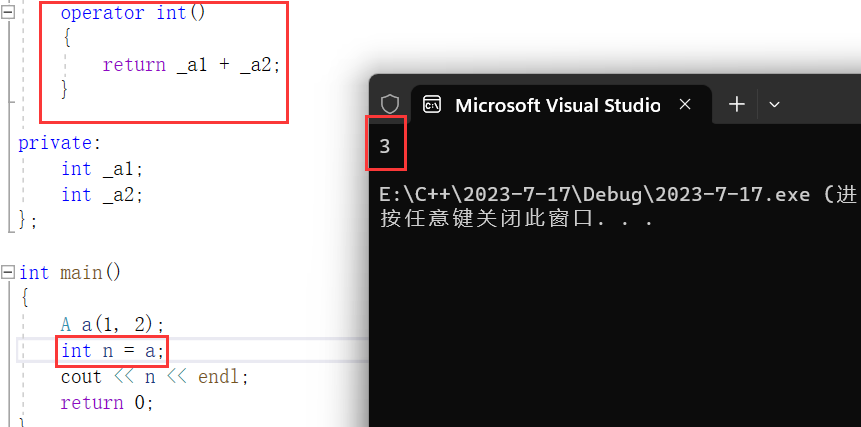 operator int()
{
return _a1 + _a2;
}
private:
int _a1;
int _a2;
};
int main()
{
A a(1, 2);
int n = a;
cout << n << endl;
return 0;
}
Microsoft Visual Studio
3
E:\C++\2023-7-17\Debug\2023-7-17.exe (进
按任意键关闭此窗口. . .